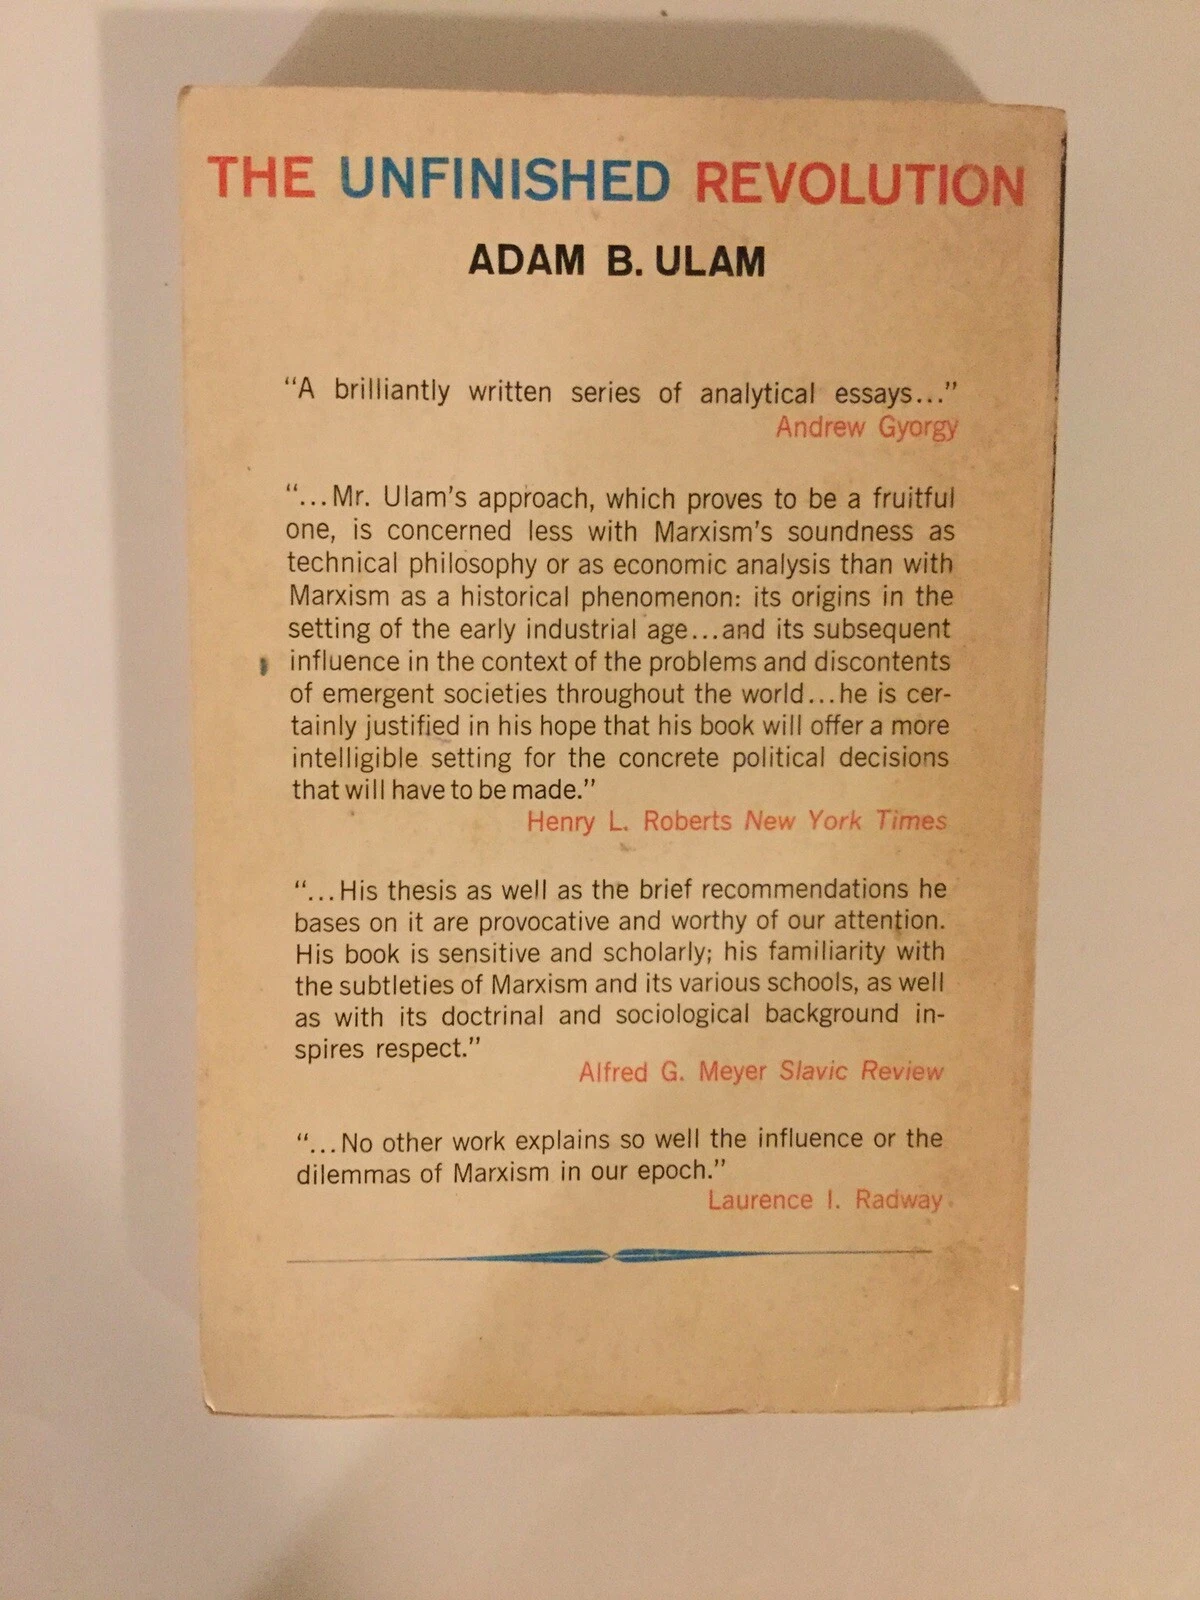 THE UNFINISHED REVOLUTION
ADAM B. ULAM
“A brilliantly written series of analytical essays...”
Andrew Gyorgy
“...Mr. Ulam’s approach, which proves to be a fruitful
one, is concerned less with Marxism’s soundness as
technical philosophy or as economic analysis than with
Marxism as a historical phenomenon: its origins in the
setting of the early industrial age...and its subsequent
influence in the context of the problems and discontents
of emergent societies throughout the world...he is cer-
tainly justified in his hope that his book will offer a more
intelligible setting for the concrete political decisions
that will have to be made.”
Henry L. Roberts New York Times
“...His thesis as well as the brief recommendations he
bases on it are provocative and worthy of our attention.
His book is sensitive and scholarly; his familiarity with
the subtleties of Marxism and its various schools, as well
as with its doctrinal and sociological background in-
spires respect.”
Alfred G. Meyer Slavic Review
“...No other work explains so well the influence or the
dilemmas of Marxism in our epoch.”
Laurence I. Radway